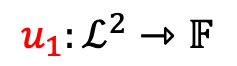 u₁: ℒ² → 𝔽